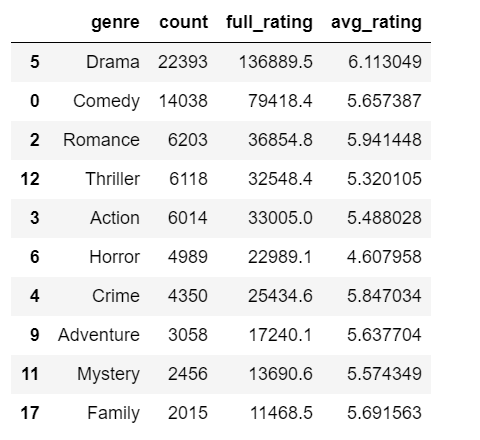 genre count full_rating avg_rating
5 Drama 22393 136889.5 6.113049
0 Comedy 14038 79418.4 5.657387
2 Romance 6203 36854.8 5.941448
12 Thriller 6118 32548.4 5.320105
3 Action 6014 33005.0 5.488028
6 Horror 4989 22989.1 4.607958
4 Crime 4350 25434.6 5.847034
9 Adventure 3058 17240.1 5.637704
11 Mystery 2456 13690.6 5.574349
17 Family 2015 11468.5 5.691563